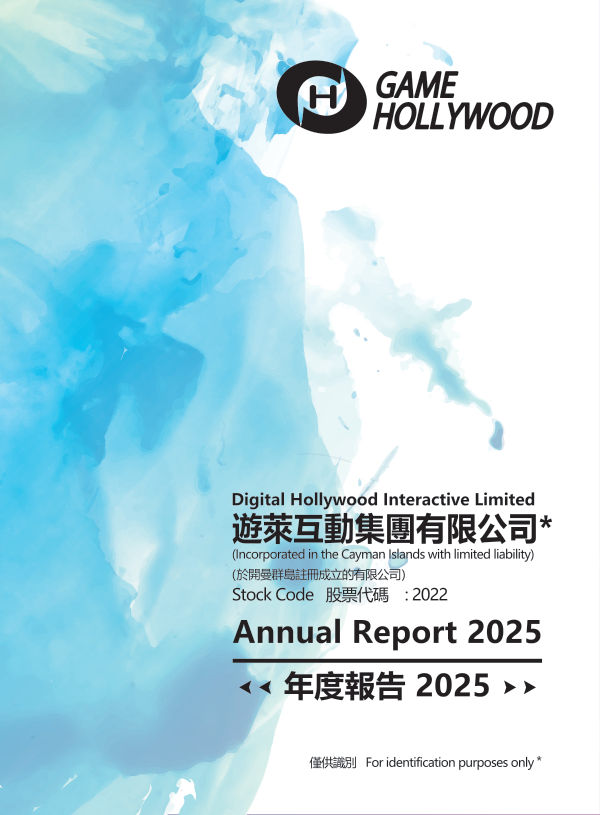 GAME
HOLLYWOOD
Digital Hollywood Interactive Limited
遊萊互動集團有限公司*
(Incorporated in the Cayman Islands with limited liability)
(於開曼群島註冊成立的有限公司)
Stock Code 股票代碼 : 2022
Annual Report 2025
年度報告 2025
僅供識別 For identification purposes only *